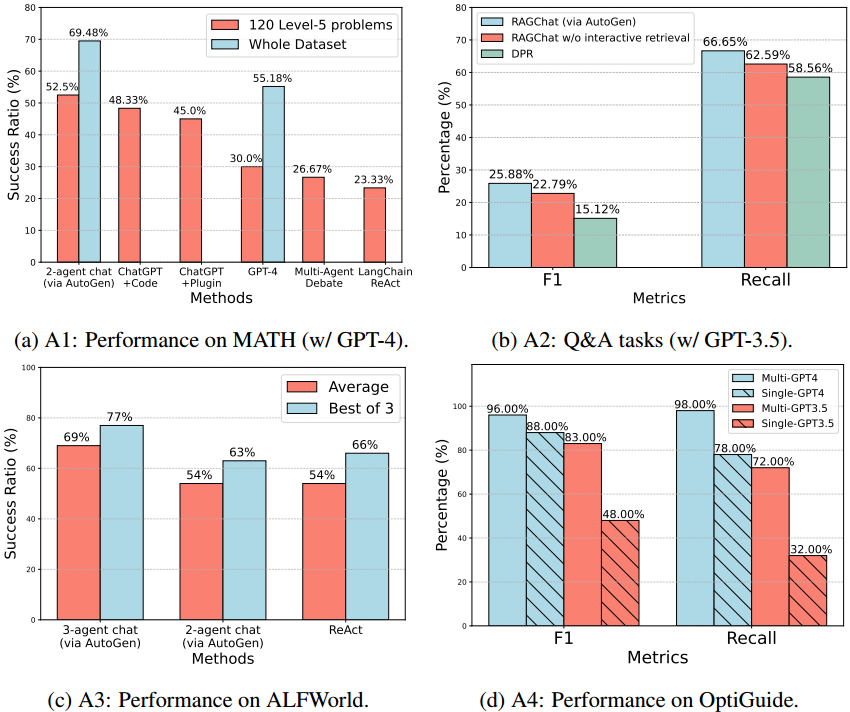 80
70
60
50
40
30
20
10
0
Success Ratio (%)
120 Level-5 problems
Whole Dataset
52.5%
69.48%
48.33%
45.0%
30.0%
55.18%
26.67%
23.33%
2-agent chat
(via AutoGen)
ChatGPT
+Code
ChatGPT
+Plugin
GPT-4
Multi-Agent
Debate
LangChain
ReAct
Methods
(a) A1: Performance on MATH (w/ GPT-4).
80
70
60
50
40
30
20
10
0
Percentage (%)
RAGChat (via AutoGen)
RAGChat w/o interactive retrieval
DPR
25.88%
22.79%
15.12%
66.65%
62.59%
58.56%
F1
Recall
Metrics
(b) A2: Q&A tasks (w/ GPT-3.5).
100
80
60
40
20
0
Success Ratio (%)
Average
Best of 3
69%
77%
54%
63%
54%
66%
3-agent chat
(via AutoGen)
2-agent chat
(via AutoGen)
ReAct
Methods
(c) A3: Performance on ALFWorld.
100
80
60
40
20
0
Percentage (%)
Multi-GPT4
Single-GPT4
Multi-GPT3.5
Single-GPT3.5
96.00%
88.00%
83.00%
48.00%
98.00%
78.00%
72.00%
32.00%
F1
Recall
Metrics
(d) A4: Performance on OptiGuide.